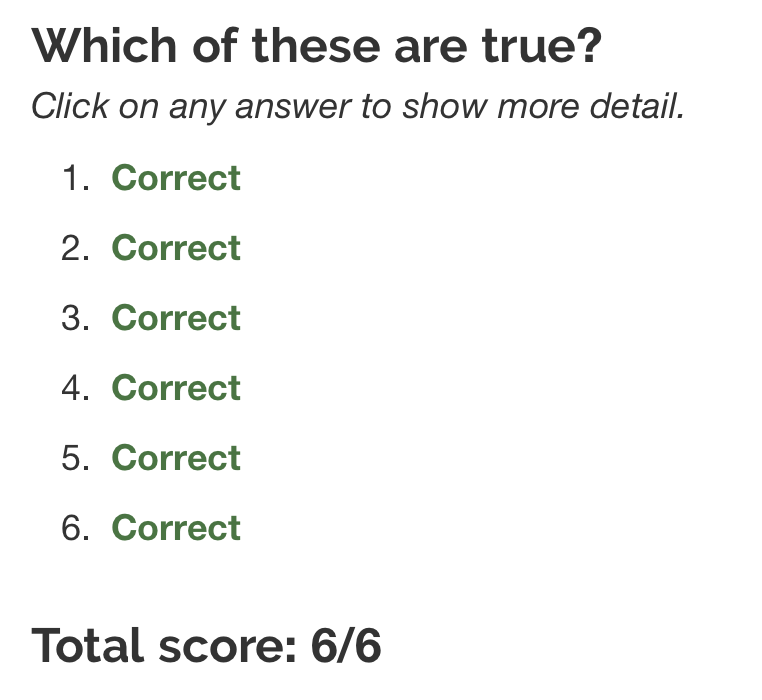 Which of these are true?
Click on any answer to show more detail.
1. Correct
2. Correct
3. Correct
4. Correct
5. Correct
6. Correct
Total score: 6/6